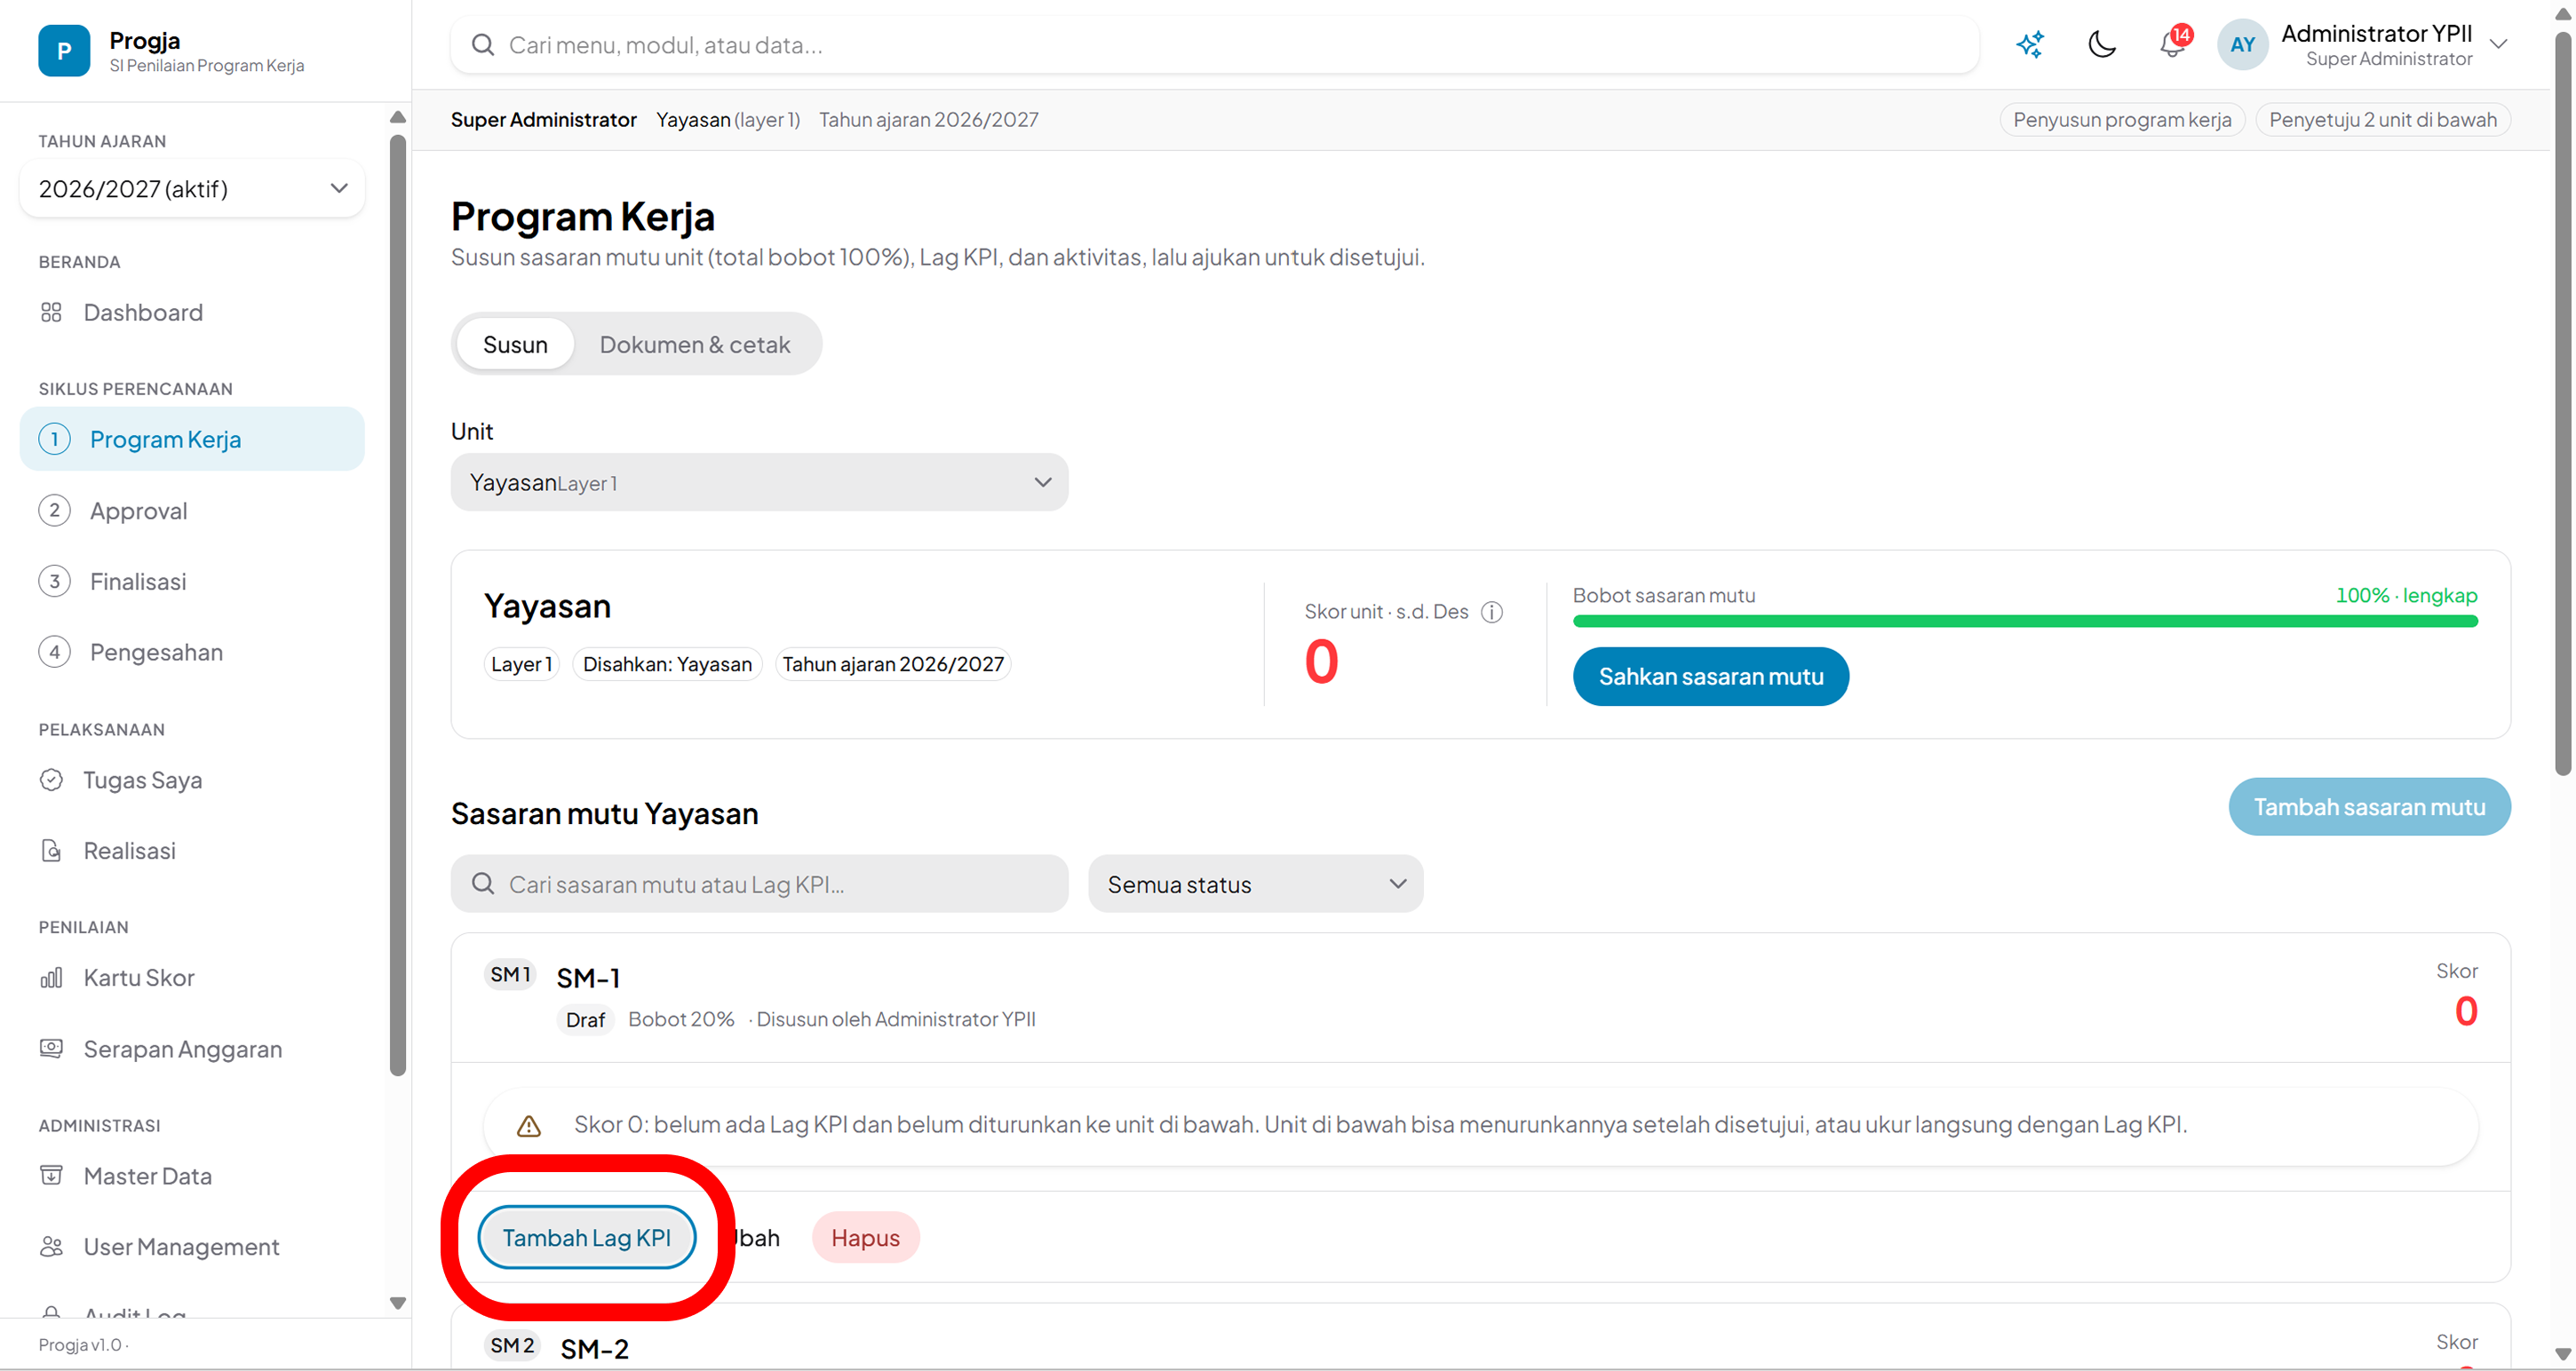 P
Progja
SI Penilaian Program Kerja
Cari menu, modul, atau data...
14
AY
Administrator YPII
Super Administrator
Super Administrator Yayasan (layer 1) Tahun ajaran 2026/2027
Penyusun program kerja
Penyetuju 2 unit di bawah
TAHUN AJARAN
2026/2027 (aktif)
BERANDA
Dashboard
SIKLUS PERENCANAAN
1 Program Kerja
2 Approval
3 Finalisasi
4 Pengesahan
PELAKSANAAN
Tugas Saya
Realisasi
PENILAIAN
Kartu Skor
Serapan Anggaran
ADMINISTRASI
Master Data
User Management
Audit Log
Progja v1.0 ·
Program Kerja
Susun sasaran mutu unit (total bobot 100%), Lag KPI, dan aktivitas, lalu ajukan untuk disetujui.
Susun
Dokumen & cetak
Unit
Yayasan Layer 1
Yayasan
Layer 1
Disahkan: Yayasan
Tahun ajaran 2026/2027
Skor unit · s.d. Des
0
Bobot sasaran mutu
100% · lengkap
Sahkan sasaran mutu
Sasaran mutu Yayasan
Tambah sasaran mutu
Cari sasaran mutu atau Lag KPI...
Semua status
SM 1 SM-1
Draf Bobot 20% · Disusun oleh Administrator YPII
Skor
0
Skor 0: belum ada Lag KPI dan belum diturunkan ke unit di bawah. Unit di bawah bisa menurunkannya setelah disetujui, atau ukur langsung dengan Lag KPI.
Tambah Lag KPI
bah
Hapus
SM 2 SM-2
Skor